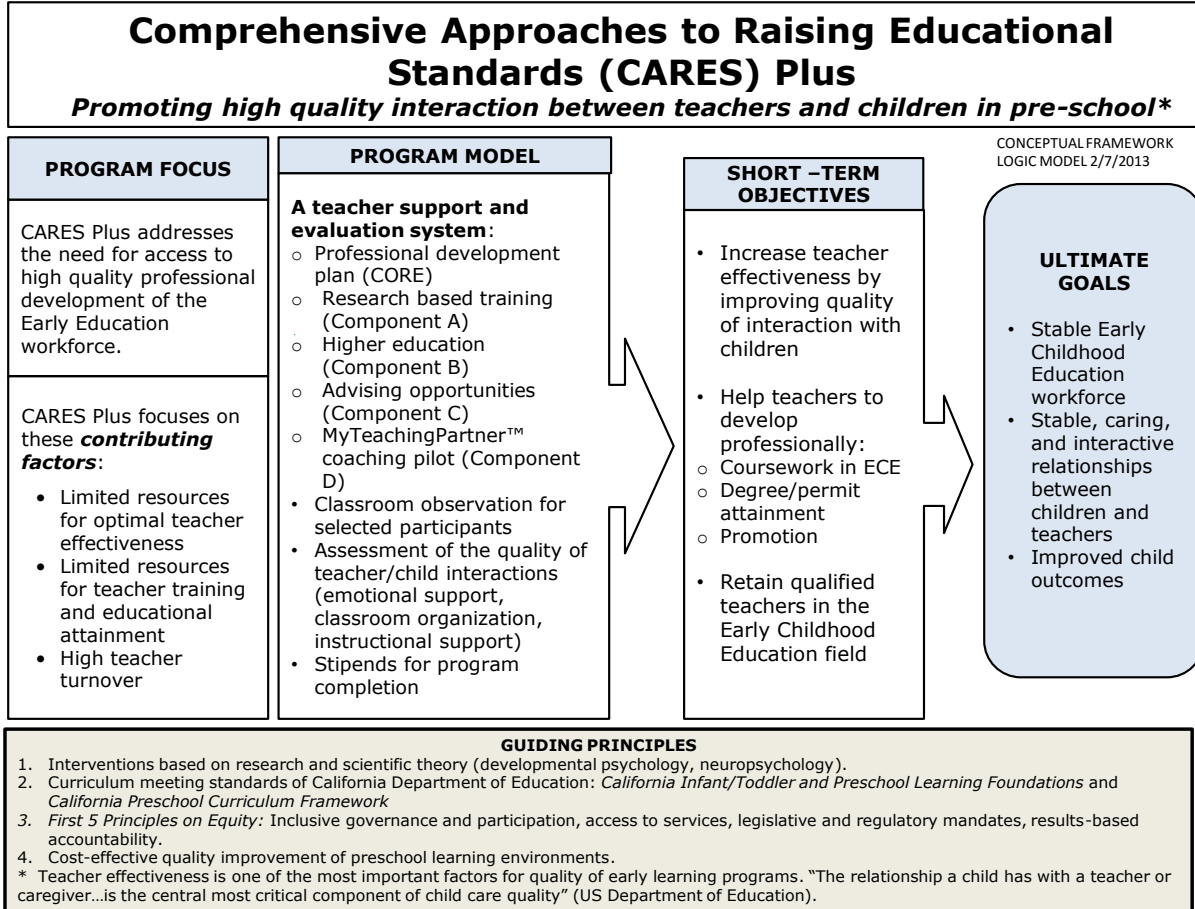 Comprehensive Approaches to Raising Educational
Standards (CARES) Plus
Promoting high quality interaction between teachers and children in pre-school*
PROGRAM FOCUS
CARES Plus addresses
the need for access to
high quality professional
development of the
Early Education
workforce.
CARES Plus focuses on
these contributing
factors:
• Limited resources
for optimal teacher
effectiveness
• Limited resources
for teacher training
and educational
attainment
• High teacher
turnover
PROGRAM MODEL
A teacher support and
evaluation system:
o Professional development
plan (CORE)
o Research based training
(Component A)
o Higher education
(Component B)
o Advising opportunities
(Component C)
o MyTeachingPartner™
coaching pilot (Component
D)
• Classroom observation for
selected participants
• Assessment of the quality of
teacher/child interactions
(emotional support,
classroom organization,
instructional support)
• Stipends for program
completion
SHORT –TERM
OBJECTIVES
• Increase teacher
effectiveness by
improving quality
of interaction with
children
• Help teachers to
develop
professionally:
o Coursework in ECE
o Degree/permit
attainment
o Promotion
• Retain qualified
teachers in the
Early Childhood
Education field
CONCEPTUAL FRAMEWORK
LOGIC MODEL 2/7/2013
ULTIMATE
GOALS
• Stable Early
Childhood
Education
workforce
• Stable, caring,
and interactive
relationships
between
children and
teachers
• Improved child
outcomes
GUIDING PRINCIPLES
1. Interventions based on research and scientific theory (developmental psychology, neuropsychology).
2. Curriculum meeting standards of California Department of Education: California Infant/Toddler and Preschool Learning Foundations and
California Preschool Curriculum Framework
3. First 5 Principles on Equity: Inclusive governance and participation, access to services, legislative and regulatory mandates, results-based
accountability.
4. Cost-effective quality improvement of preschool learning environments.
* Teacher effectiveness is one of the most important factors for quality of early learning programs. “The relationship a child has with a teacher or
caregiver…is the central most critical component of child care quality” (US Department of Education).